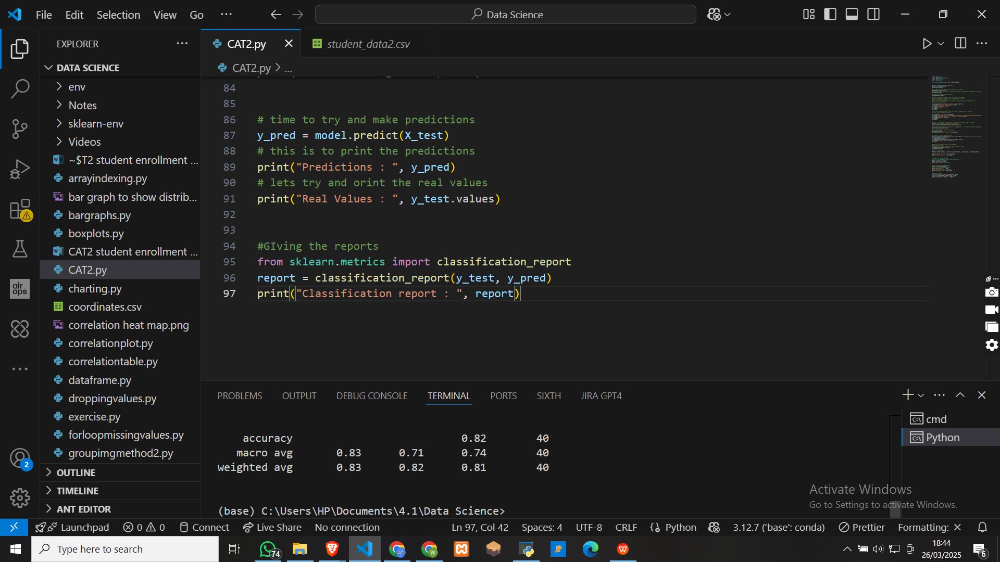 File Edit Selection View Go ...
Data Science
EXPLORER ...
DATA SCIENCE
env
Notes
sklearn-env
Videos
~$T2 student enrollment ...
arrayindexing.py
bar graph to show distrib...
bargraphs.py
boxplots.py
CAT2 student enrollment ...
CAT2.py
charting.py
coordinates.csv
correlation heat map.png
correlationplot.py
correlationtable.py
dataframe.py
droppingvalues.py
exercise.py
forloopmissingvalues.py
groupimgmethod2.py
OUTLINE
TIMELINE
ANT EDITOR
air
ops
2
CAT2.py
student_data2.csv
CAT2.py > ...
84
85
86 # time to try and make predictions
87 y_pred = model.predict(X_test)
88 # this is to print the predictions
89 print("Predictions : ", y_pred)
90 # lets try and orint the real values
91 print("Real Values : ", y_test.values)
92
93
94 #GIving the reports
95 from sklearn.metrics import classification_report
96 report = classification_report(y_test, y_pred)
97 print("Classification report : ", report)
PROBLEMS OUTPUT DEBUG CONSOLE TERMINAL PORTS SIXTH JIRA GPT4
accuracy 0.82 40
macro avg 0.83 0.71 0.74 40
weighted avg 0.83 0.82 0.81 40
(base) C:\Users\HP\Documents\4.1\Data Science>
cmd
Python
Activate Windows
Go to Settings to activate Windows.
Launchpad 0 0 Connect Live Share No connection Ln 97, Col 42 Spaces: 4 UTF-8 CRLF {} Python 3.12.7 ('base': conda) Prettier Formatting: ×
Type here to search
74
W
18:44
26/03/2025
6